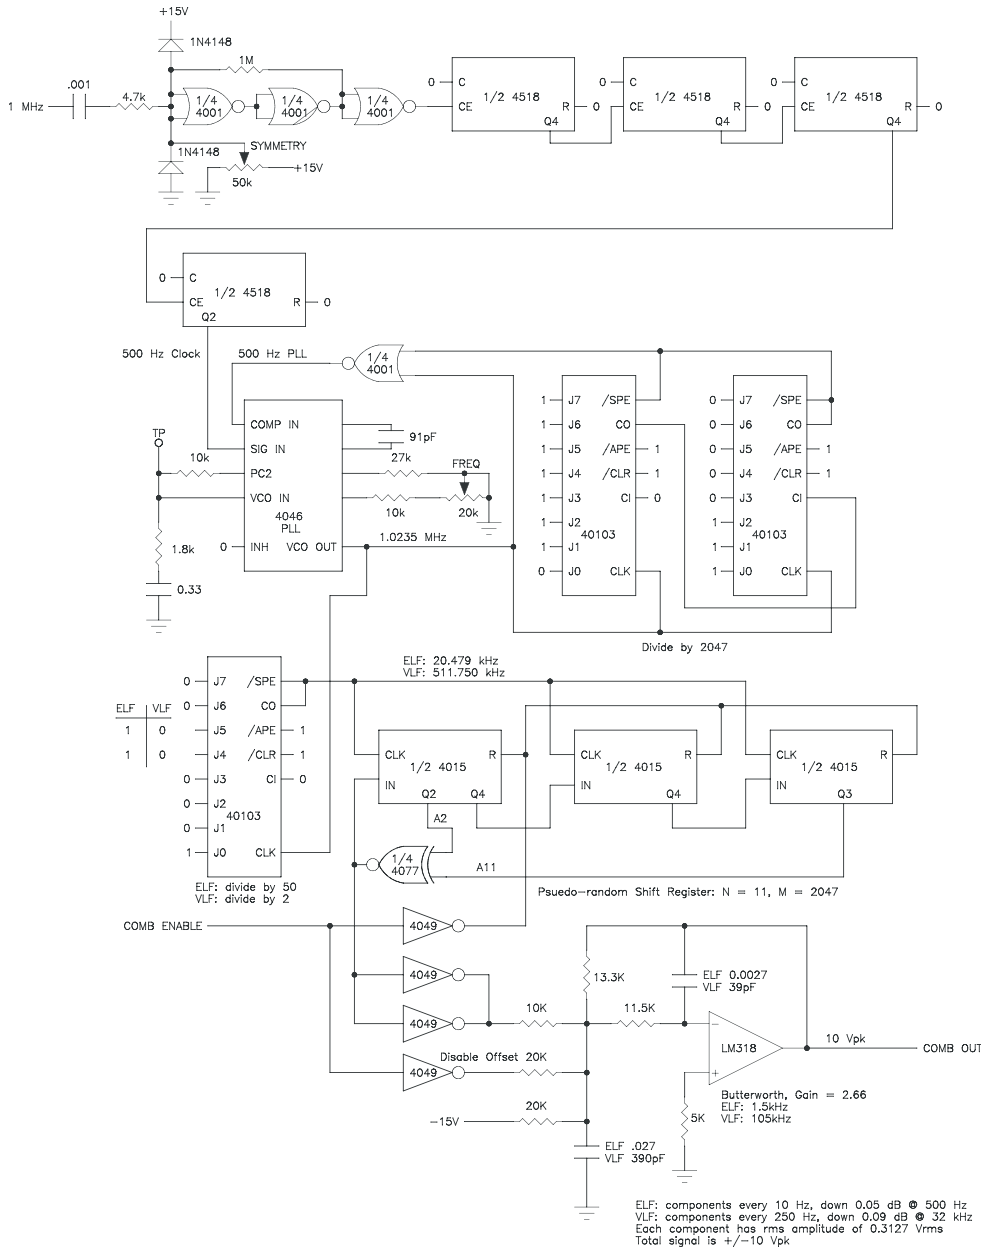 +15V
1N4148
1M
.001
4.7k
1 MHz
1/4
4001
1/4
4001
1/4
4001
0 C
CE
1/2 4518
R 0
Q4
0 C
CE
1/2 4518
R 0
Q4
0 C
CE
1/2 4518
R 0
Q4
1N4148
SYMMETRY
+15V
50k
0 C
CE
1/2 4518
R 0
Q2
500 Hz Clock
500 Hz PLL
1/4
4001
COMP IN
SIG IN
PC2
VCO IN
4046
PLL
INH
VCO OUT
0
TP
10k
1.8k
0.33
91pF
27k
FREQ
10k
20k
1.0235 MHz
1 J7 /SPE
1 J6 CO
1 J5 /APE 1
1 J4 /CLR 1
1 J3 CI 0
1 J2
40103
1 J1
0 J0 CLK
0 J7 /SPE
0 J6 CO
0 J5 /APE 1
0 J4 /CLR 1
0 J3 CI
1 J2
40103
1 J1
1 J0 CLK
Divide by 2047
ELF: 20.479 kHz
VLF: 511.750 kHz
0 J7 /SPE
0 J6 CO
ELF VLF
1 0 J5 /APE 1
1 0 J4 /CLR 1
0 J3 CI 0
0 J2
40103
0 J1
1 J0 CLK
ELF: divide by 50
VLF: divide by 2
CLK R
1/2 4015
IN
Q2 Q4
CLK R
1/2 4015
IN
Q4
CLK R
1/2 4015
IN
Q3
A2
1/4
4077
A11
Psuedo-random Shift Register: N = 11, M = 2047
COMB ENABLE
4049
4049
4049
4049
13.3K
ELF 0.0027
VLF 39pF
10K
11.5K
Disable Offset 20K
20K
-15V
LM318
-
+
10 Vpk
COMB OUT
5K
Butterworth, Gain = 2.66
ELF: 1.5kHz
VLF: 105kHz
ELF .027
VLF 390pF
ELF: components every 10 Hz, down 0.05 dB @ 500 Hz
VLF: components every 250 Hz, down 0.09 dB @ 32 kHz
Each component has rms amplitude of 0.3127 Vrms
Total signal is +/-10 Vpk